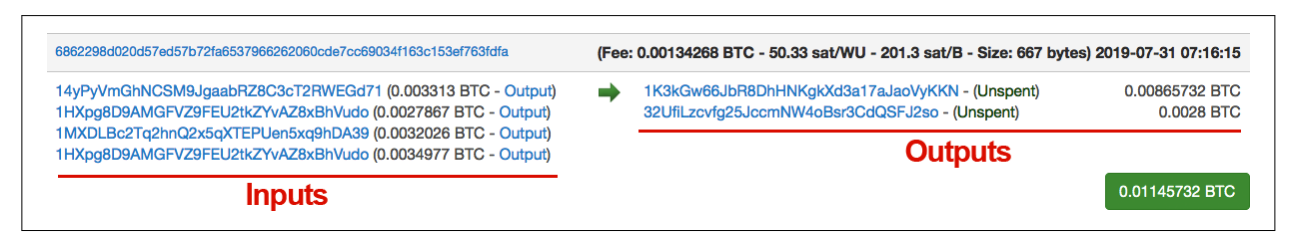 6862298d020d57ed57b72fa6537966262060cde7cc69034f163c153ef763fdfa (Fee: 0.00134268 BTC - 50.33 sat/WU - 201.3 sat/B - Size: 667 bytes) 2019-07-31 07:16:15
14yPyVmGhNCSM9JgaabRZ8C3cT2RWEGd71 (0.003313 BTC - Output)
1HXpg8D9AMGFVZ9FEU2tkZYvAZ8xBhVudo (0.0027867 BTC - Output)
1MXDLBc2Tq2hnQ2x5qXTEPUen5xq9hDA39 (0.0032026 BTC - Output)
1HXpg8D9AMGFVZ9FEU2tkZYvAZ8xBhVudo (0.0034977 BTC - Output)
Inputs
1K3kGw66JbR8DhHNKgkXd3a17aJaoVyKKN - (Unspent) 0.00865732 BTC
32UfiLzcvfg25JccmNW4oBsr3CdQSFJ2so - (Unspent) 0.0028 BTC
Outputs
0.01145732 BTC